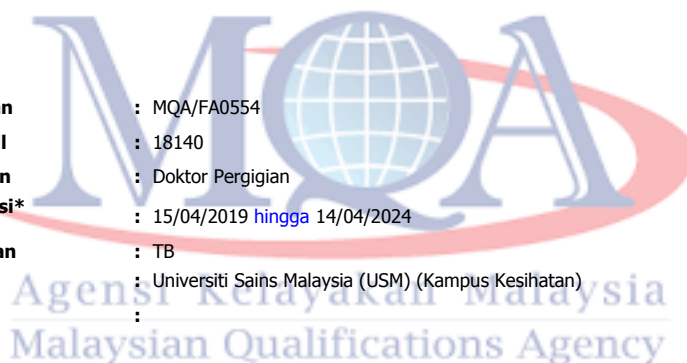 MQA
an : MQA/FA0554
l : 18140
n : Doktor Pergigian
si* : 15/04/2019 hingga 14/04/2024
an : TB
: Universiti Sains Malaysia (USM) (Kampus Kesihatan)
:
Agensi Kelayakan Malaysia
Malaysian Qualifications Agency